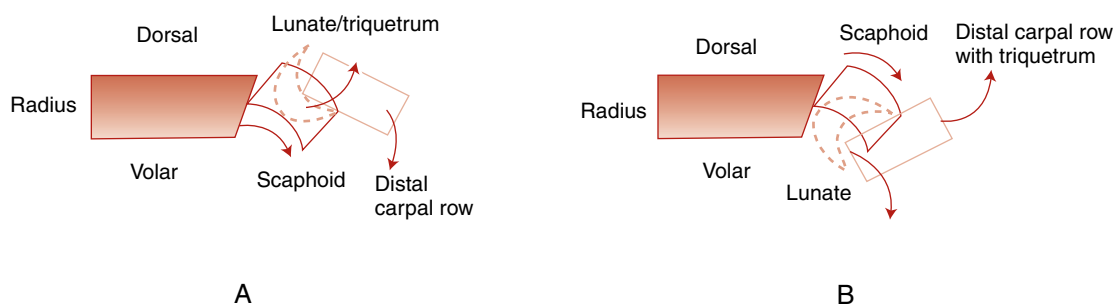 Lunate/triquetrum
Dorsal
Radius
Volar
Scaphoid
Distal
carpal row
A
Scaphoid
Distal carpal row
with triquetrum
Dorsal
Radius
Volar
Lunate
B